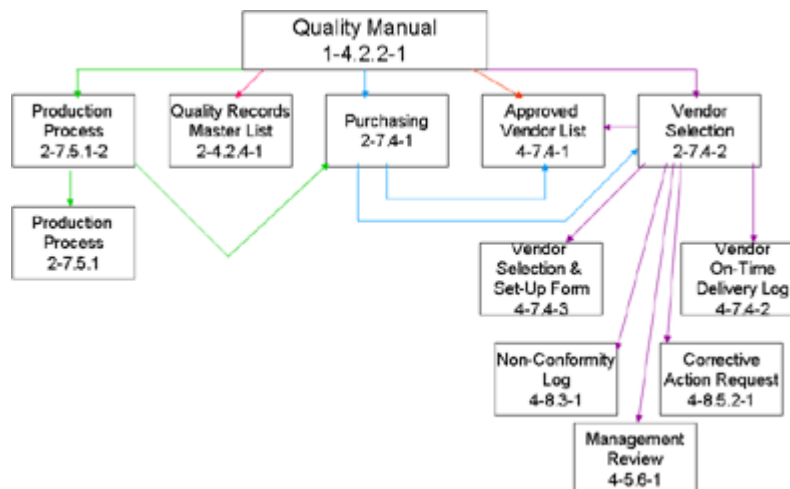 Quality Manual
1-4.2.2-1
Production
Process
2-7.5.1-2
Quality Records
Master List
2-4.2.4-1
Purchasing
2-7.4-1
Approved
Vendor List
4-7.4-1
Vendor
Selection
2-7.4-2
Production
Process
2-7.5.1
Vendor
Selection &
Set-Up Form
4-7.4-3
Vendor
On-Time
Delivery Log
4-7.4-2
Non-Conformity
Log
4-8.3-1
Corrective
Action Request
4-8.5.2-1
Management
Review
4-5.6-1